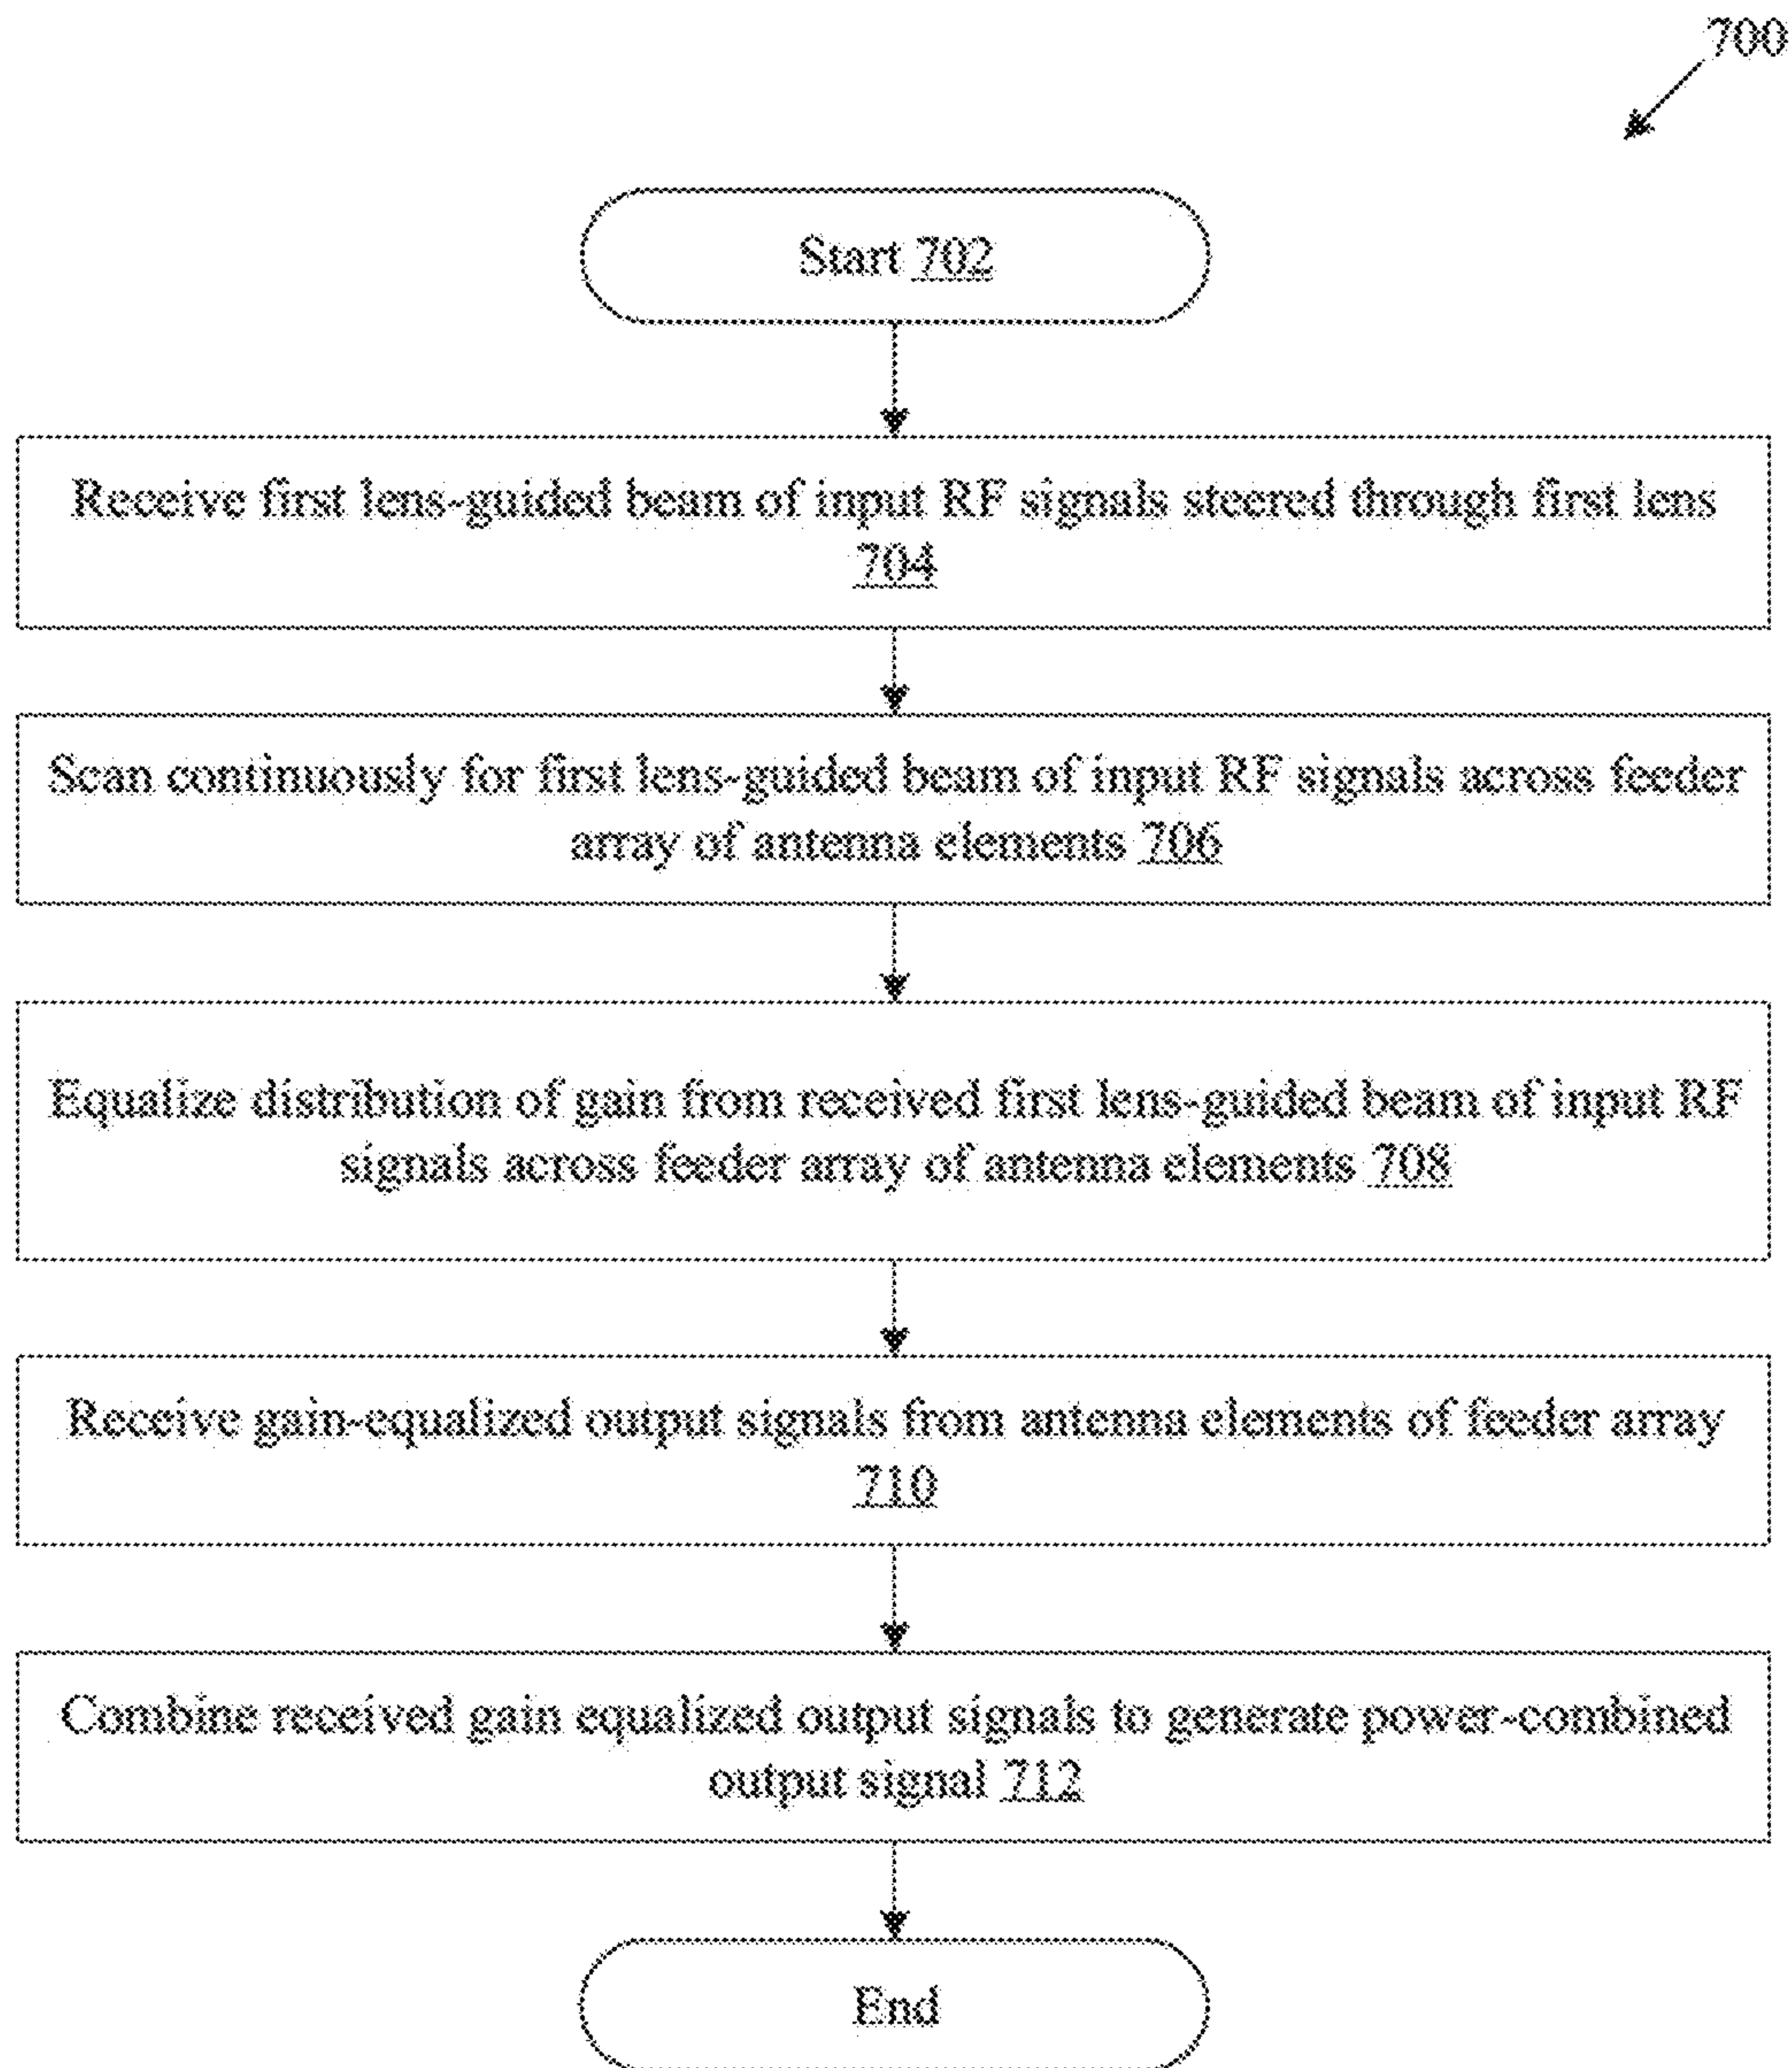 700
Start 702
Receive first lens-guided beam of input RF signals steered through first lens
704
Scan continuously for first lens-guided beam of input RF signals across feeder
array of antenna elements 706
Equalize distribution of gain from received first lens-guided beam of input RF
signals across feeder array of antenna elements 708
Receive gain-equalized output signals from antenna elements of feeder array
710
Combine received gain equalized output signals to generate power-combined
output signal 712
End